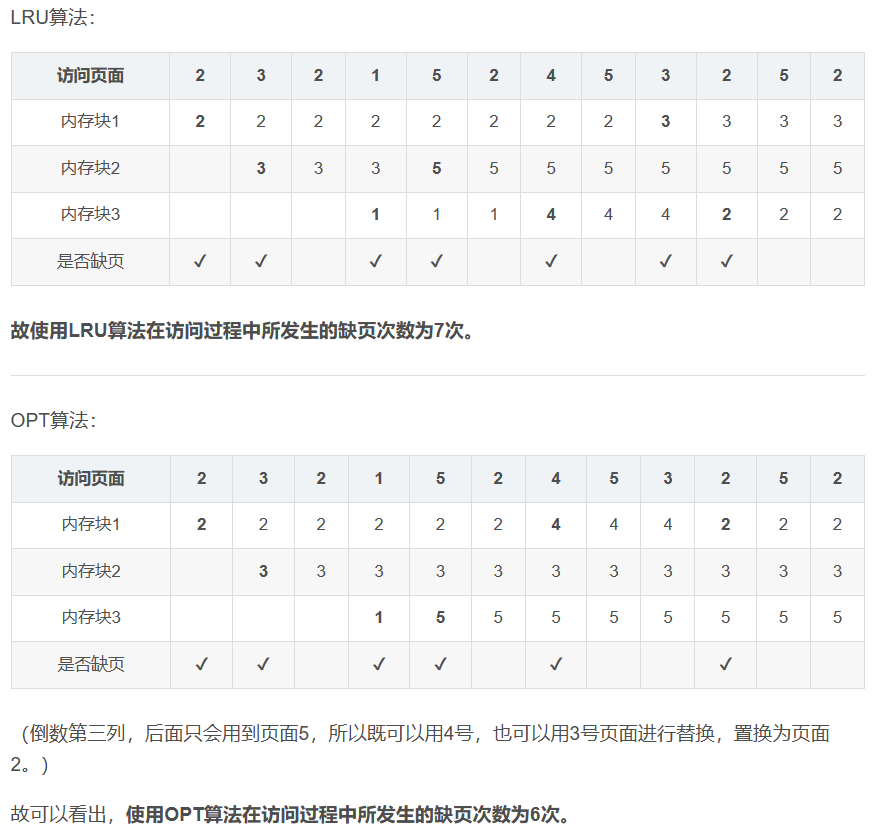 LRU算法：
访问页面 2 3 2 1 5 2 4 5 3 2 5 2
内存块1 2 2 2 2 2 2 2 2 3 3 3 3
内存块2 3 3 3 5 5 5 5 5 5 5 5
内存块3 1 1 1 4 4 4 2 2 2
是否缺页 ✓ ✓ ✓ ✓ ✓ ✓ ✓
故使用LRU算法在访问过程中所发生的缺页次数为7次。
OPT算法：
访问页面 2 3 2 1 5 2 4 5 3 2 5 2
内存块1 2 2 2 2 2 2 4 4 4 2 2 2
内存块2 3 3 3 3 3 3 3 3 3 3 3
内存块3 1 5 5 5 5 5 5 5 5
是否缺页 ✓ ✓ ✓ ✓ ✓ ✓
（倒数第三列，后面只会用到页面5，所以既可以用4号，也可以用3号页面进行替换，置换为页面
2。）
故可以看出，使用OPT算法在访问过程中所发生的缺页次数为6次。